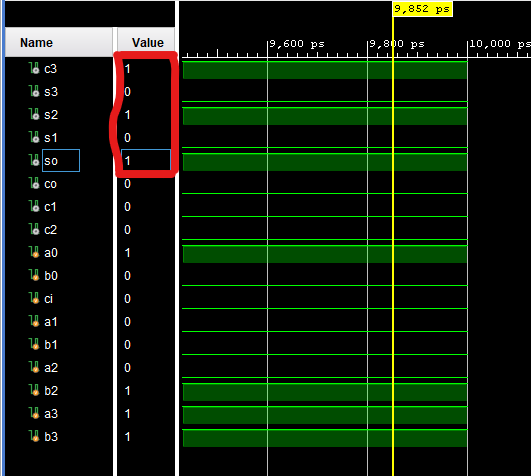 9,852 ps
Name Value 9,600 ps 9,800 ps 10,000 ps
c3 1
s3 0
s2 1
s1 0
so 1
co 0
c1 0
c2 0
a0 1
b0 0
ci 0
a1 0
b1 0
a2 0
b2 1
a3 1
b3 1